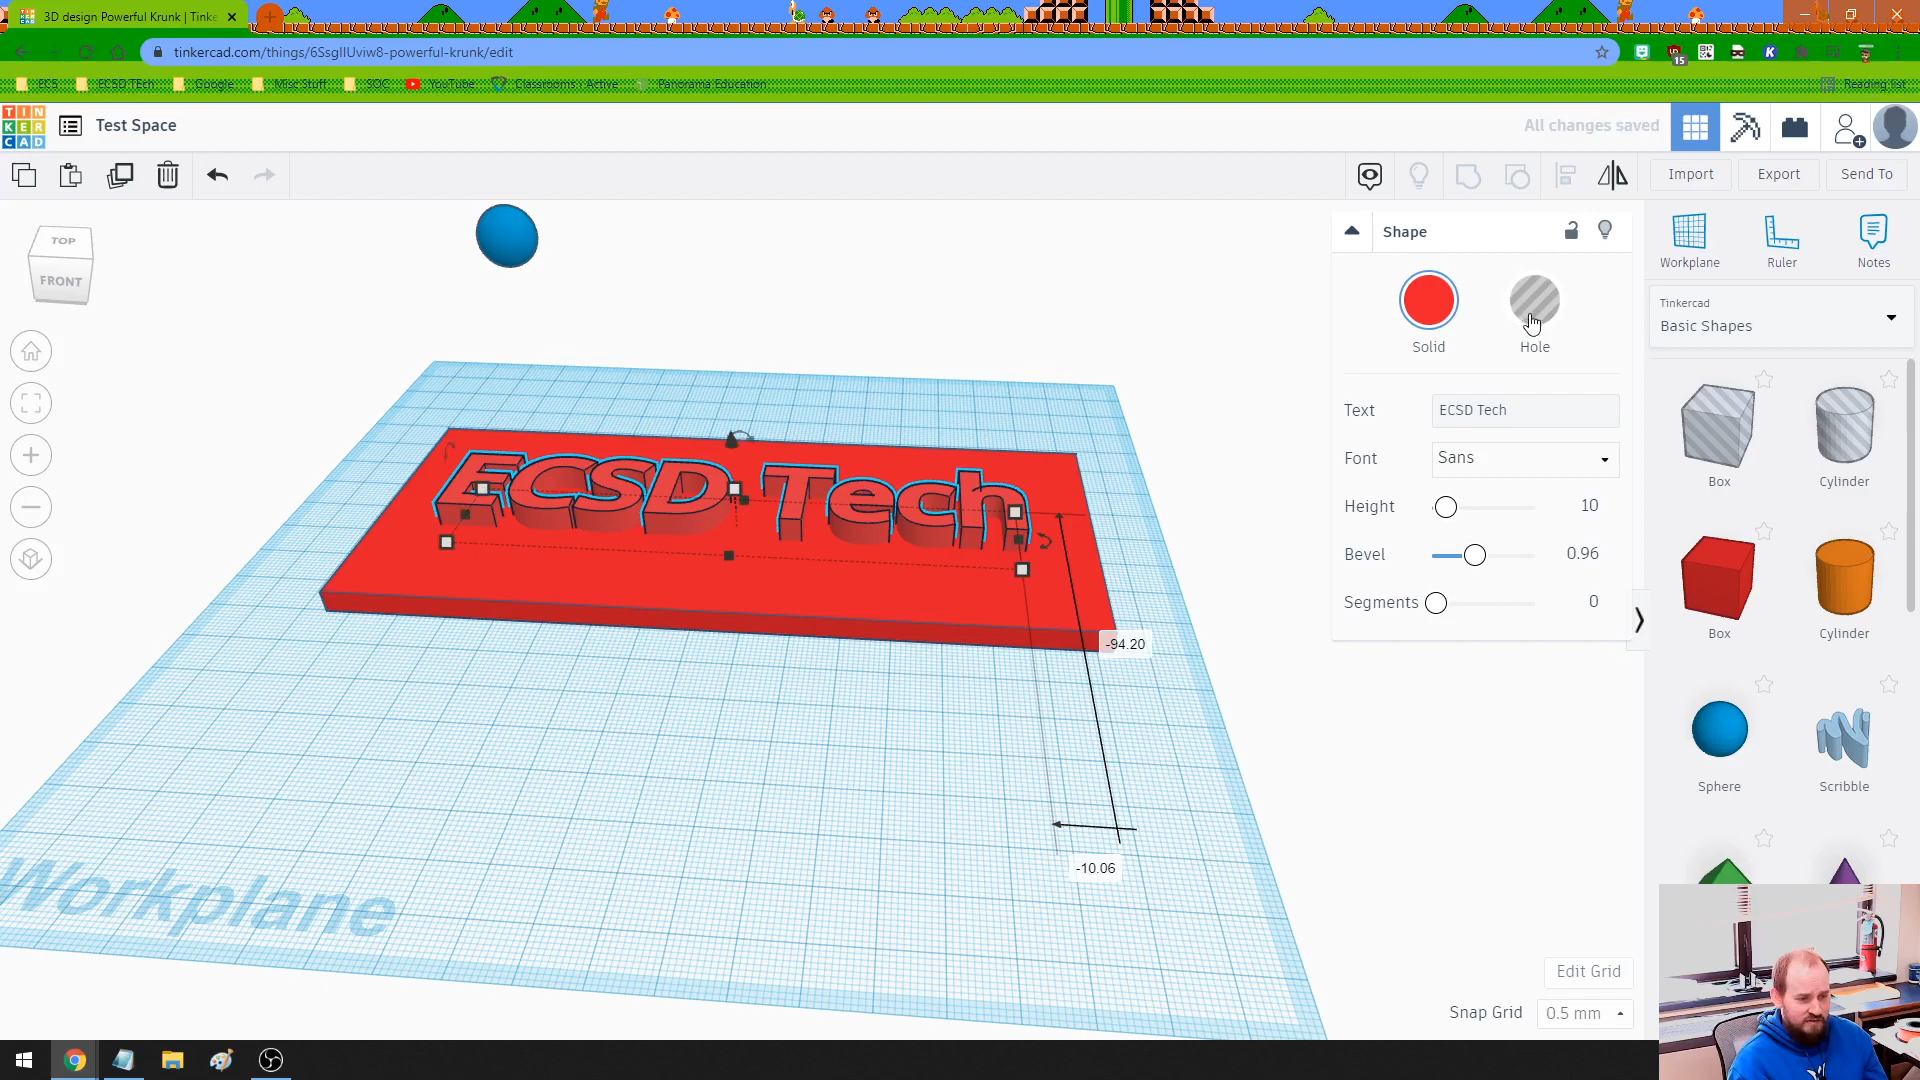 3D design Powerful Krunk | Tinke
tinkercad.com/things/6SsgIlUviw8-powerful-krunk/edit
15
ECS
ECSD TEch
Google
Misc Stuff
SOC
YouTube
Classrooms · Active
Panorama Education
Reading list
TIN
KER
CAD
Test Space
All changes saved
Import
Export
Send To
TOP
FRONT
Shape
Solid
Hole
Text
ECSD Tech
Font
Sans
Height
10
Bevel
0.96
Segments
0
Workplane
Ruler
Notes
Tinkercad
Basic Shapes
Box
Cylinder
Box
Cylinder
Sphere
Scribble
ECSD Tech
-94.20
-10.06
Workplane
Edit Grid
Snap Grid
0.5 mm